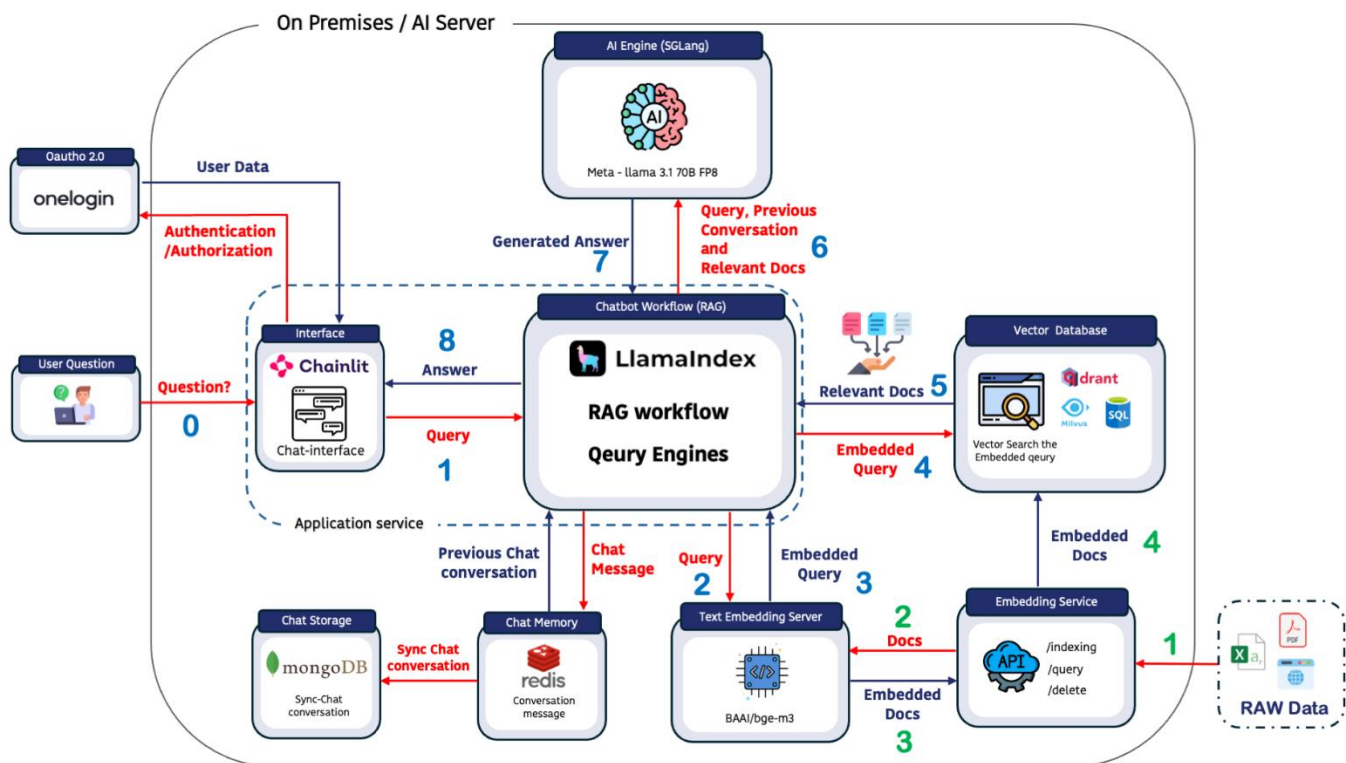 On Premises / AI Server
AI Engine (SGLang)
AI
Meta - llama 3.1 70B FP8
Oautho 2.0
onelogin
User Data
Authentication
/Authorization
Generated Answer
7
Query, Previous
Conversation
and
Relevant Docs
6
User Question
Question?
0
Interface
Chainlit
Chat-interface
8
Answer
Query
1
Application service
Chatbot Workflow (RAG)
LlamaIndex
RAG workflow
Qeury Engines
Relevant Docs
5
Embedded
Query
4
Vector Database
qdrant
Milvus
SQL
Vector Search the
Embedded qeury
Previous Chat
conversation
Chat
Message
Query
2
Embedded
Query
3
Embedded
Docs
4
Chat Storage
mongoDB
Sync-Chat
conversation
Sync Chat
conversation
Chat Memory
redis
Conversation
message
Text Embedding Server
BAAI/bge-m3
2
Docs
Embedded
Docs
3
Embedding Service
API
/indexing
/query
/delete
1
PDF
X a,
RAW Data